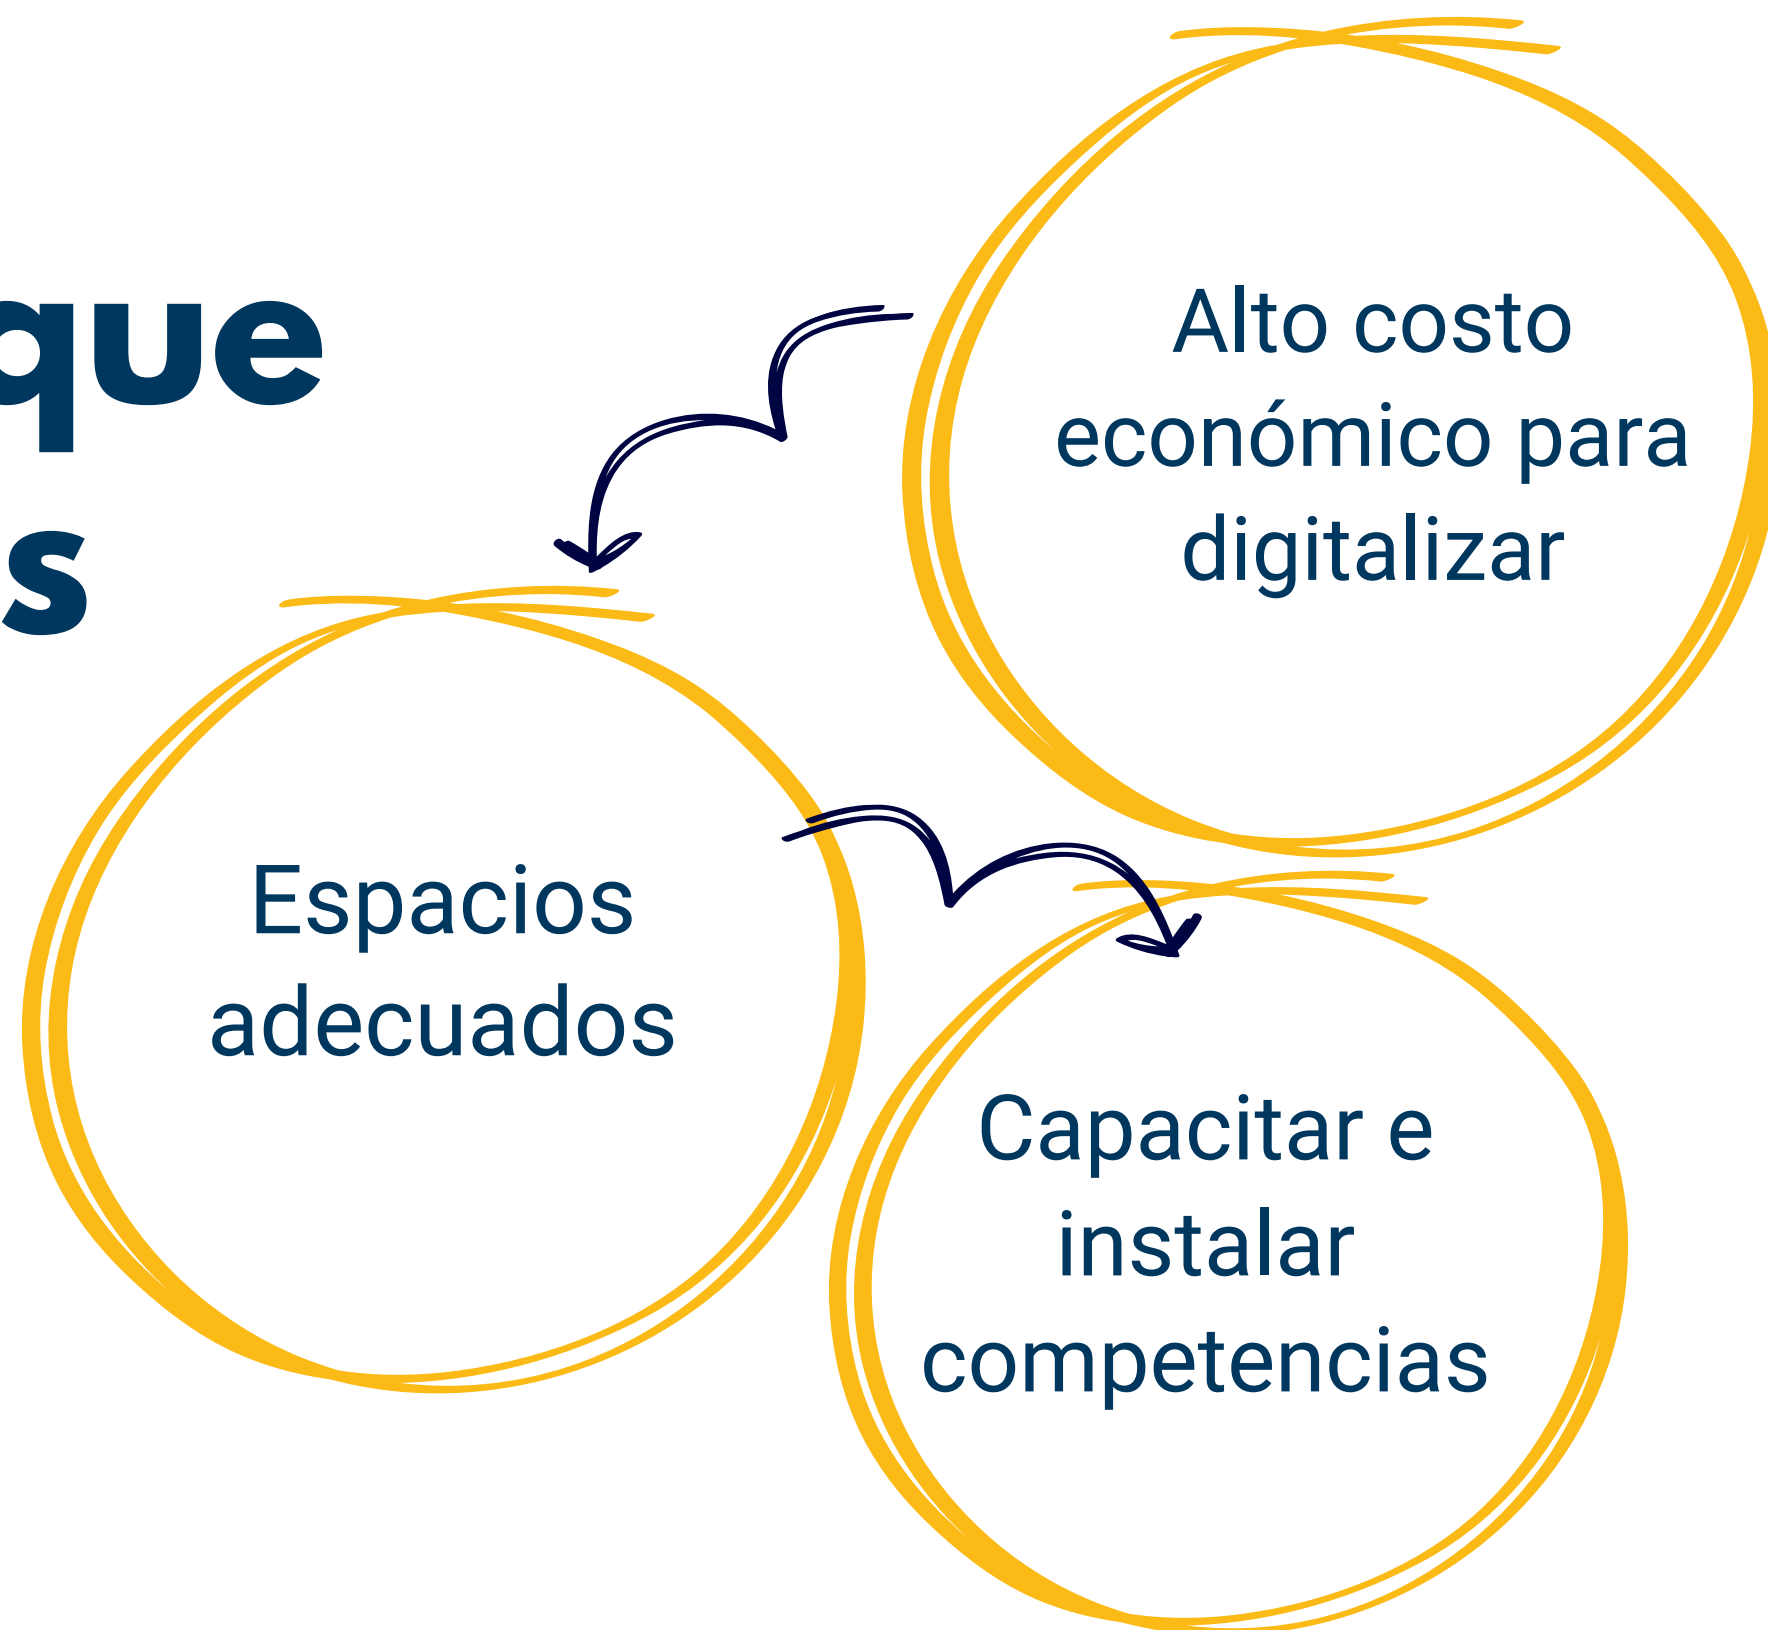 que
s
Alto costo
económico para
digitalizar
Espacios
adecuados
Capacitar e
instalar
competencias